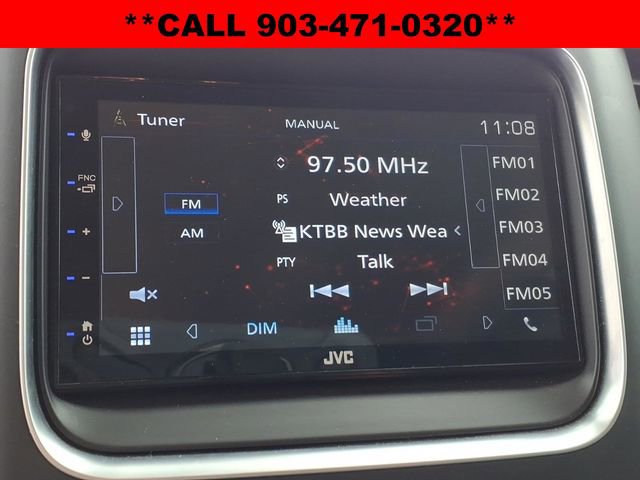 **CALL 903-471-0320**
Tuner
MANUAL
11:08
97.50 MHz
FM01
FNC
FM
PS Weather
FM02
AM
KTBB News Wea
FM03
PTY Talk
FM04
FM05
DIM
JVC